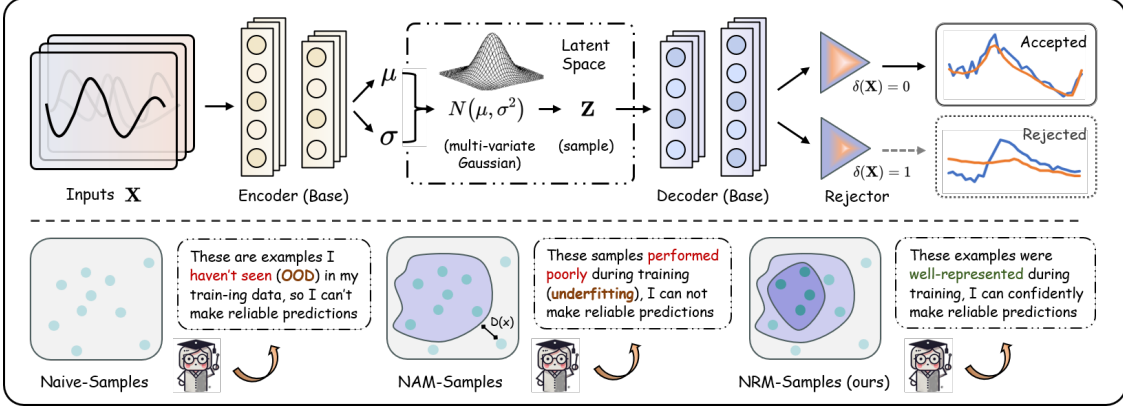 Inputs X
Encoder (Base)
μ
σ
N(μ, σ²)
(multi-variate
Gaussian)
Latent
Space
Z
(sample)
Decoder (Base)
δ(X) = 0
δ(X) = 1
Rejector
Accepted
Rejected
These are examples I
haven't seen (OOD) in my
train-ing data, so I can't
make reliable predictions
Naive-Samples
D(x)
These samples performed
poorly during training
(underfitting), I can not
make reliable predictions
NAM-Samples
These examples were
well-represented during
training, I can confidently
make reliable predictions
NRM-Samples (ours)